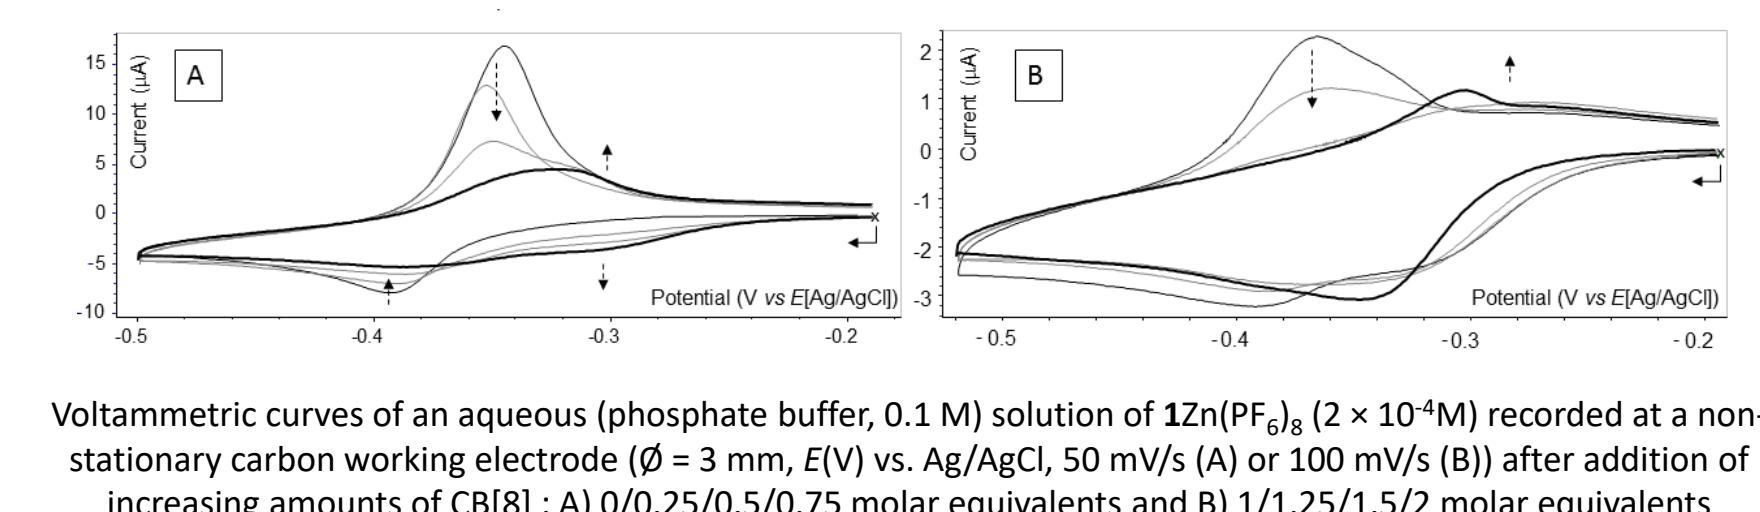 A
Current (μA)
15
10
5
0
-5
-10
x
Potential (V vs E[Ag/AgCl])
-0.5
-0.4
-0.3
-0.2
B
Current (μA)
2
1
0
-1
-2
-3
x
Potential (V vs E[Ag/AgCl])
-0.5
-0.4
-0.3
-0.2
Voltammetric curves of an aqueous (phosphate buffer, 0.1 M) solution of 1Zn(PF6)8 (2 × 10-4M) recorded at a non-
stationary carbon working electrode (Ø = 3 mm, E(V) vs. Ag/AgCl, 50 mV/s (A) or 100 mV/s (B)) after addition of
increasing amounts of CB[8] : A) 0/0.25/0.5/0.75 molar equivalents and B) 1/1.25/1.5/2 molar equivalents